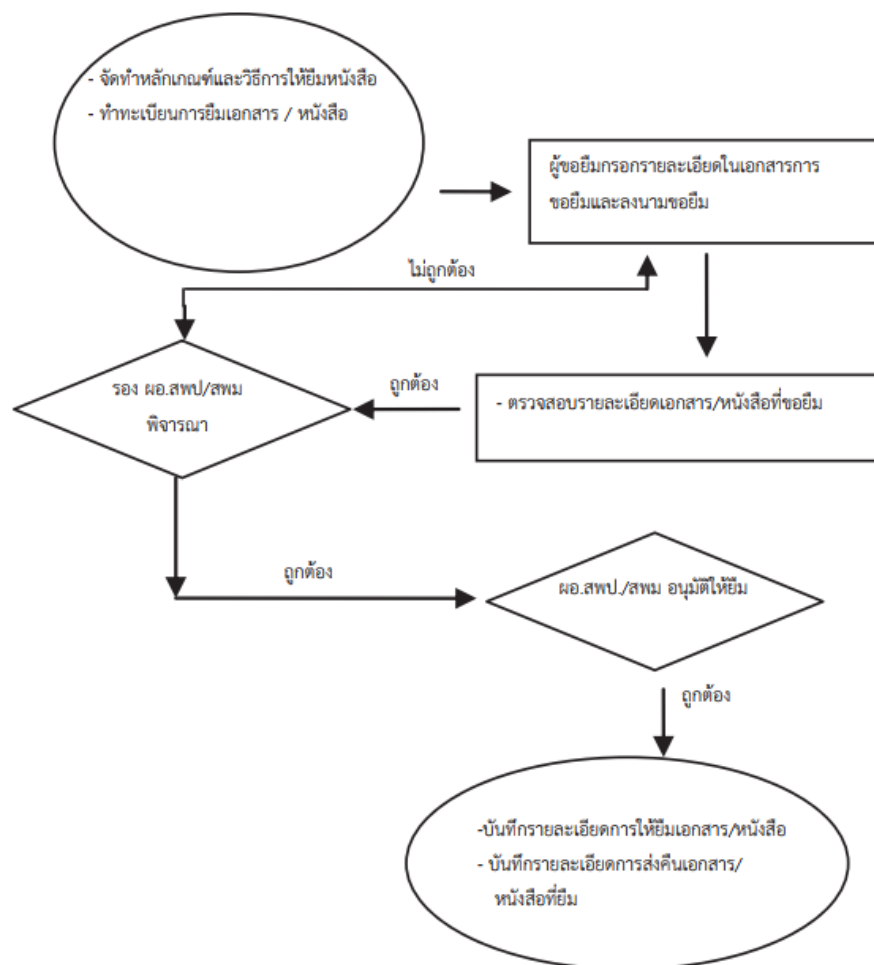 - จัดทำหลักเกณฑ์และวิธีการให้ยืมหนังสือ
- ทำทะเบียนการยืมเอกสาร / หนังสือ
ผู้ขอยืมกรอกรายละเอียดในเอกสารการ
ขอยืมและลงนามขอยืม
ไม่ถูกต้อง
รอง ผอ.สพป/สพม
พิจารณา
ถูกต้อง
- ตรวจสอบรายละเอียดเอกสาร/หนังสือที่ขอยืม
ถูกต้อง
ผอ.สพป./สพม อนุมัติให้ยืม
ถูกต้อง
-บันทึกรายละเอียดการให้ยืมเอกสาร/หนังสือ
- บันทึกรายละเอียดการส่งคืนเอกสาร/
หนังสือที่ยืม